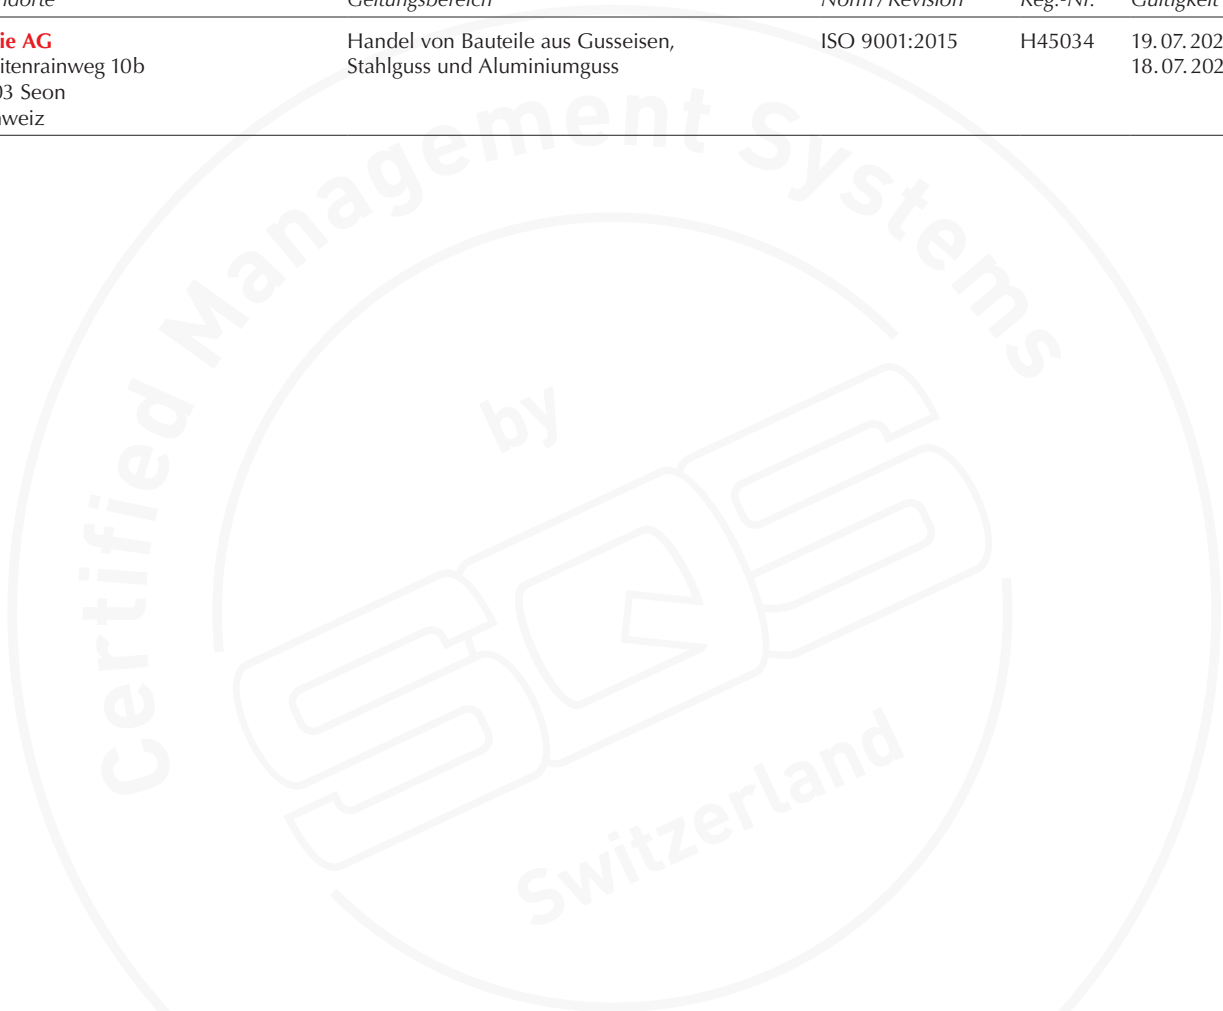 ndorte Geltungsbereich Norm / Revision Reg.-Nr. Gültigkeit
ie AG Handel von Bauteile aus Gusseisen, ISO 9001:2015 H45034 19. 07. 202
itenrainweg 10b Stahlguss und Aluminiumguss 18. 07. 202
03 Seon
weiz
Certified Management Systems
by
SQS
Switzerland